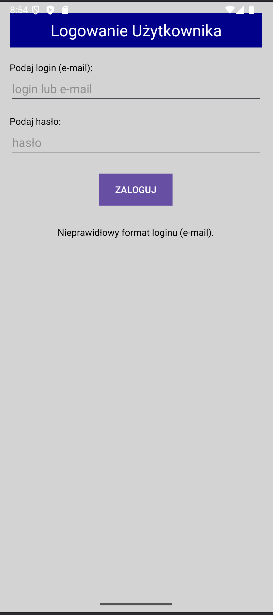 8:54
Logowanie Użytkownika
Podaj login (e-mail):
login lub e-mail
Podaj hasło:
hasło
ZALOGUJ
Nieprawidłowy format loginu (e-mail).